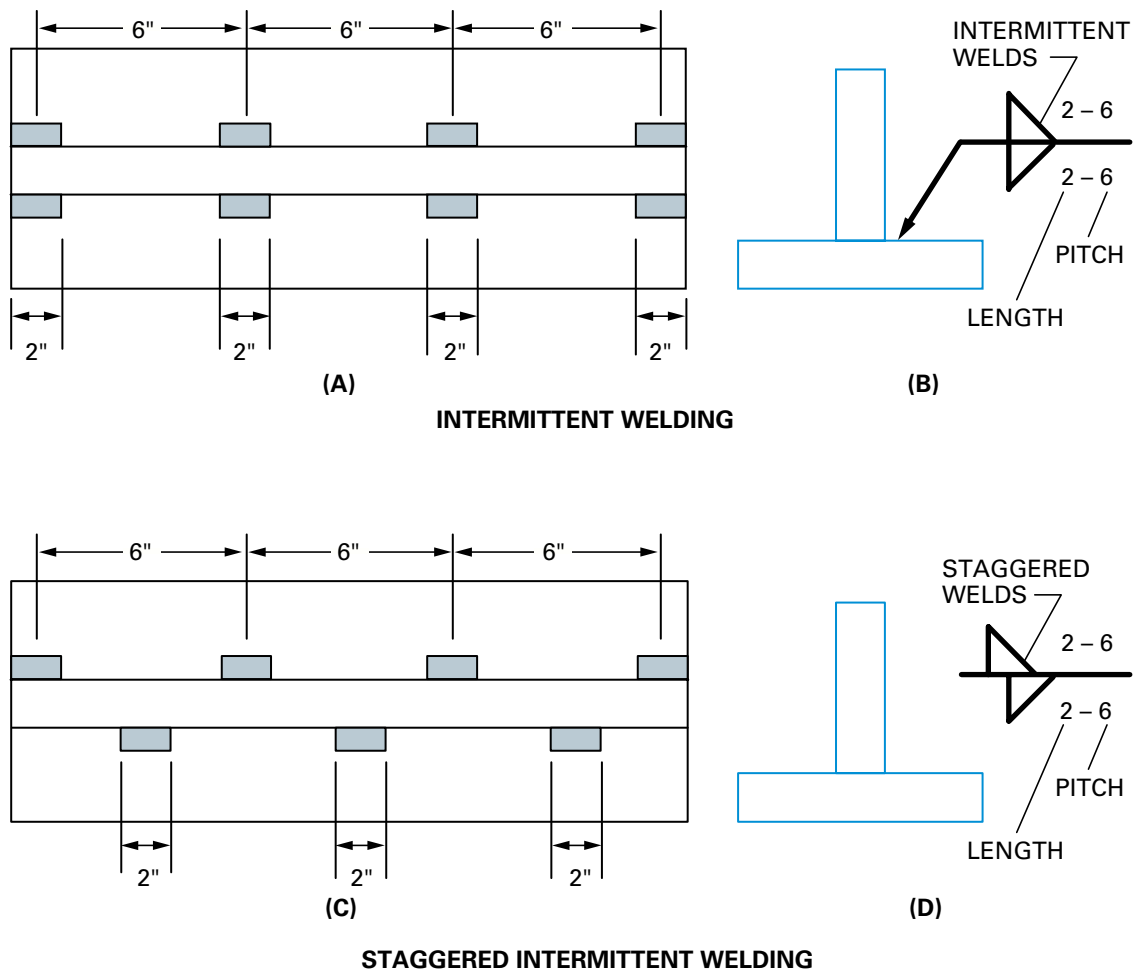 6" 6" 6"
2" 2" 2" 2"
(A)
INTERMITTENT
WELDS
2 – 6
2 – 6
PITCH
LENGTH
(B)
INTERMITTENT WELDING
6" 6" 6"
2" 2" 2"
(C)
STAGGERED
WELDS
2 – 6
2 – 6
PITCH
LENGTH
(D)
STAGGERED INTERMITTENT WELDING